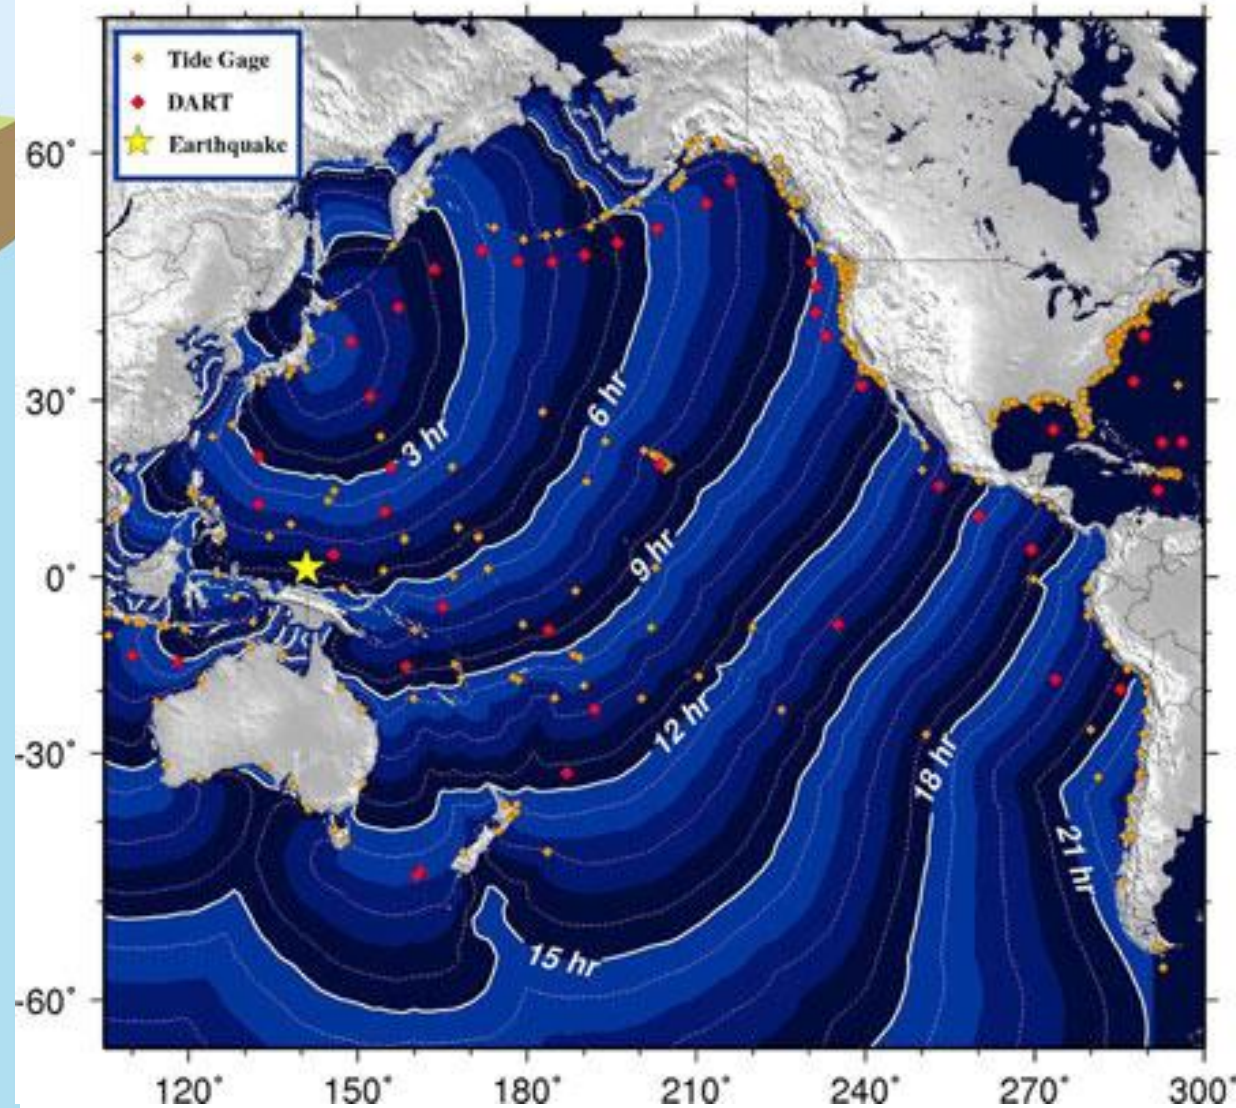 Tide Gage
DART
Earthquake
60°
30°
0°
-30°
-60°
3 hr
6 hr
9 hr
12 hr
15 hr
18 hr
21 hr
120° 150° 180° 210° 240° 270° 300°